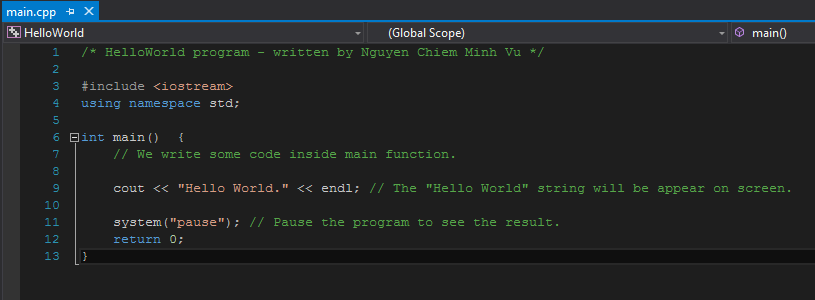 main.cpp
HelloWorld (Global Scope) main()
1 /* HelloWorld program - written by Nguyen Chiem Minh Vu */
2
3 #include <iostream>
4 using namespace std;
5
6 int main()  {
7     // We write some code inside main function.
8
9     cout << "Hello World." << endl; // The "Hello World" string will be appear on screen.
10
11     system("pause"); // Pause the program to see the result.
12     return 0;
13 }